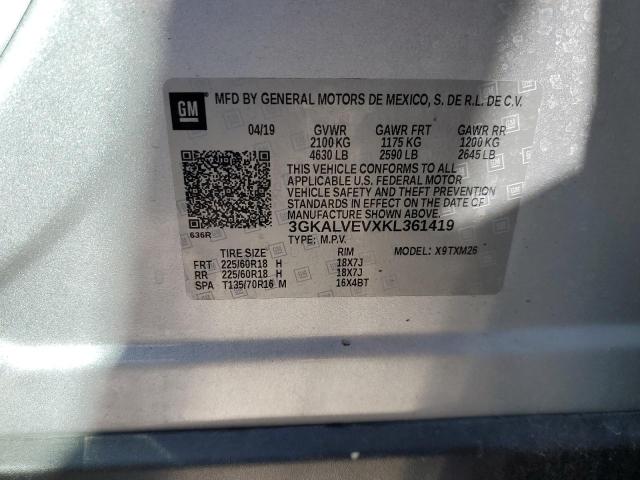 GM
MFD BY GENERAL MOTORS DE MEXICO, S. DE R.L. DE C.V.
04/19 GVWR GAWR FRT GAWR RR
2100 KG 1175 KG 1200 KG
4630 LB 2590 LB 2645 LB
THIS VEHICLE CONFORMS TO ALL
APPLICABLE U.S. FEDERAL MOTOR
VEHICLE SAFETY AND THEFT PREVENTION
STANDARDS IN EFFECT ON THE DATE OF
MANUFACTURE SHOWN ABOVE.
636R
3GKALVEVXKL361419
TYPE: M.P.V. MODEL: X9TXM26
TIRE SIZE RIM
FRT 225/60R18 H 18X7J
RR 225/60R18 H 18X7J
SPA T135/70R16 M 16X4BT